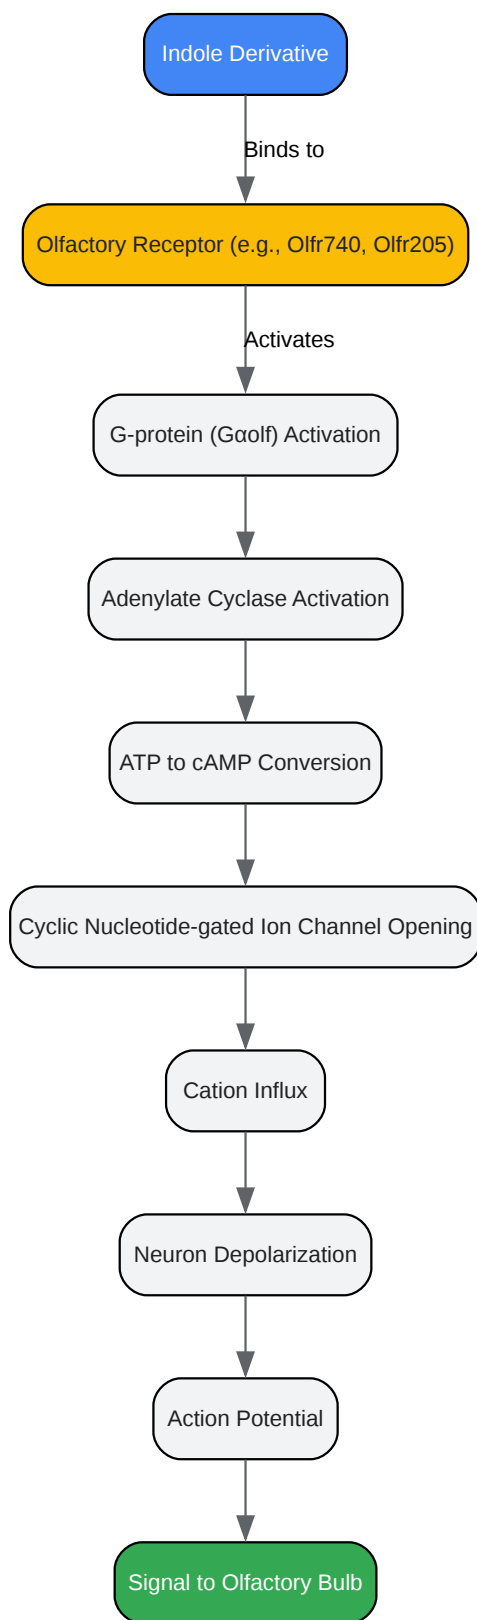 Indole Derivative
Binds to
Olfactory Receptor (e.g., Olfr740, Olfr205)
Activates
G-protein (Gαolf) Activation
Adenylate Cyclase Activation
ATP to cAMP Conversion
Cyclic Nucleotide-gated Ion Channel Opening
Cation Influx
Neuron Depolarization
Action Potential
Signal to Olfactory Bulb